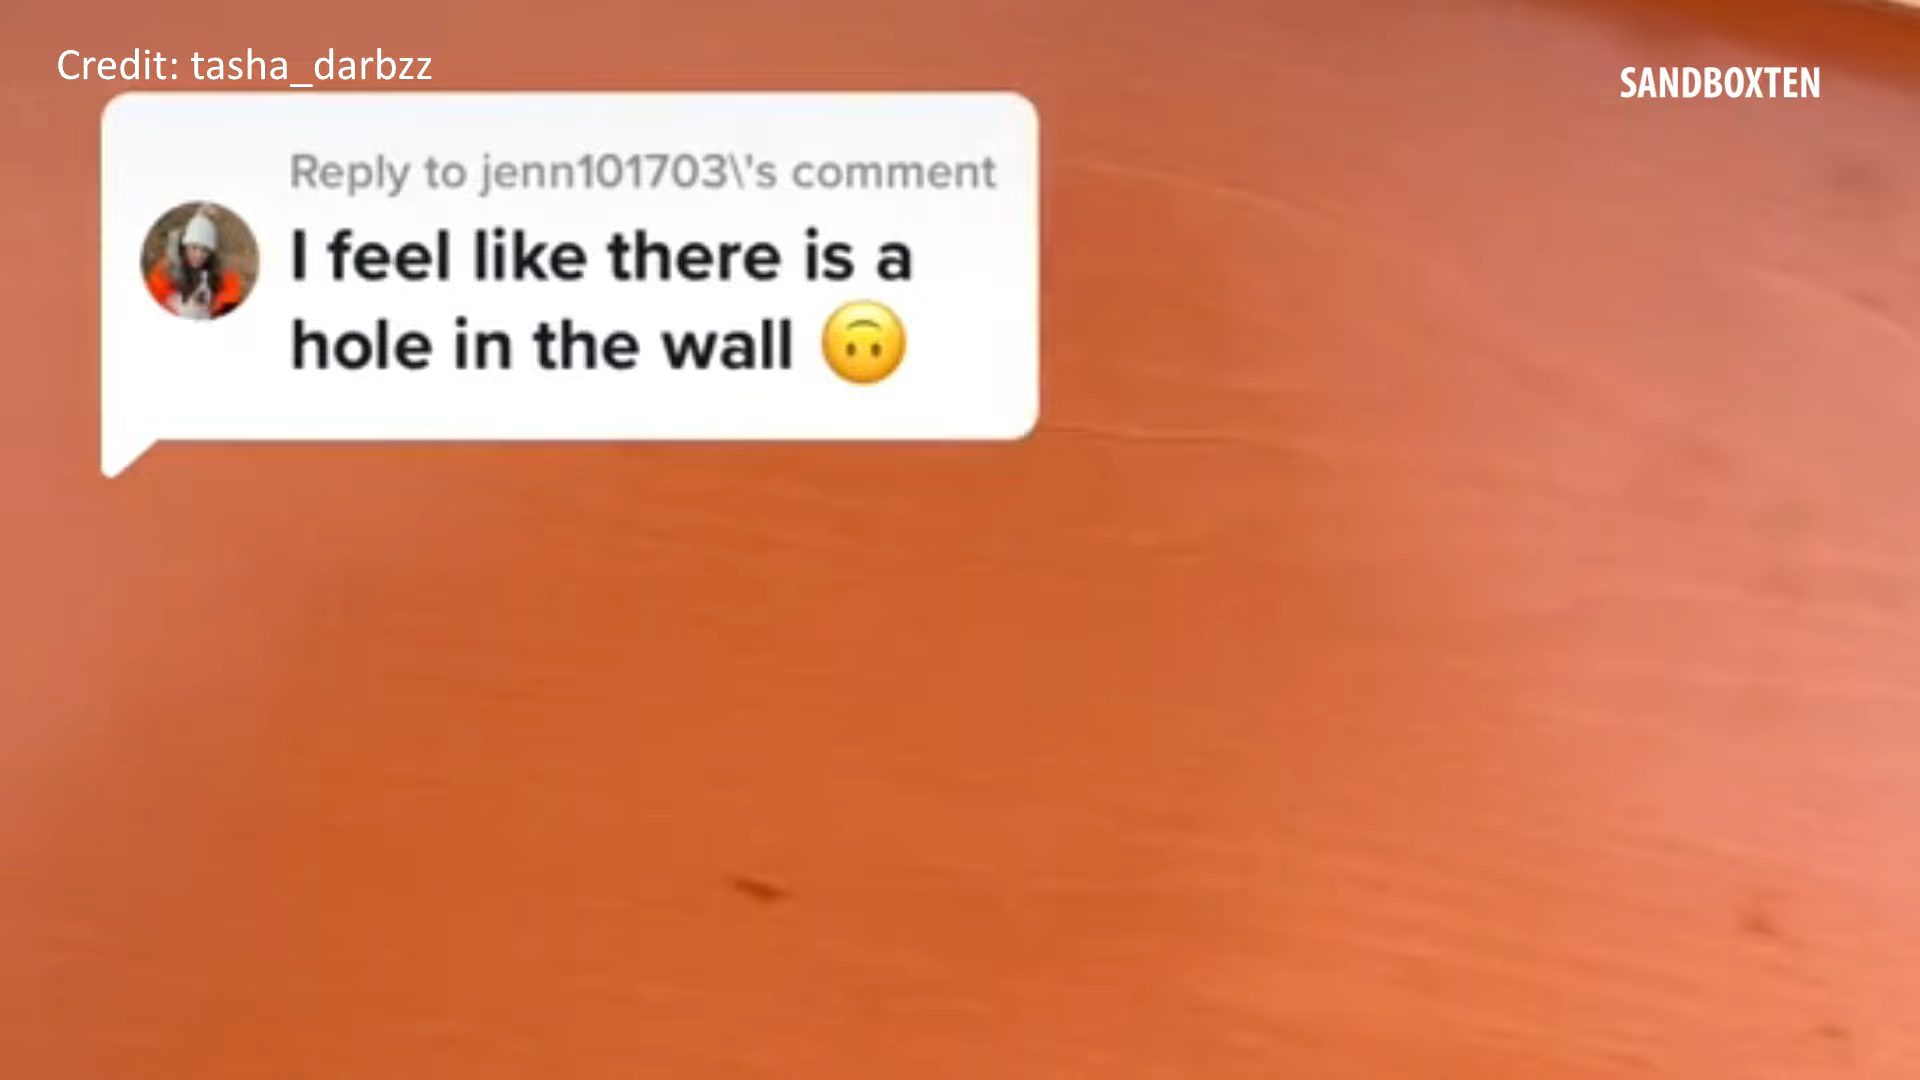 Credit: tasha_darbzz
SANDBOXTEN
Reply to jenn101703\'s comment
I feel like there is a
hole in the wall 🙃